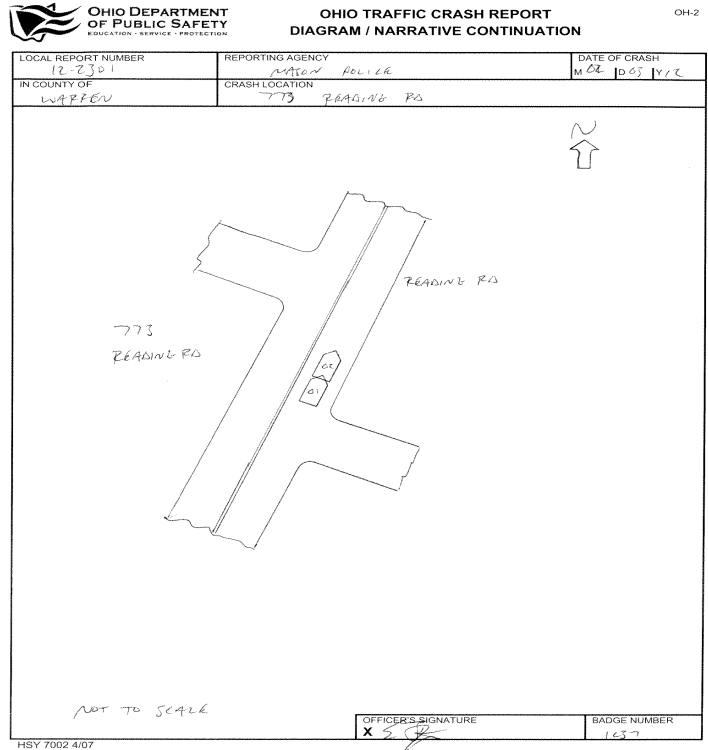 OHIO DEPARTMENT
OF PUBLIC SAFETY
EDUCATION • SERVICE • PROTECTION
OHIO TRAFFIC CRASH REPORT
DIAGRAM / NARRATIVE CONTINUATION
OH-2
LOCAL REPORT NUMBER
12-2301
REPORTING AGENCY
MASON POLICE
DATE OF CRASH
M 02 D 03 Y 12
IN COUNTY OF
WARREN
CRASH LOCATION
773 READING RD
N
READING RD
773
READING RD
02
01
NOT TO SCALE
OFFICER'S SIGNATURE
X
BADGE NUMBER
HSY 7002 4/07